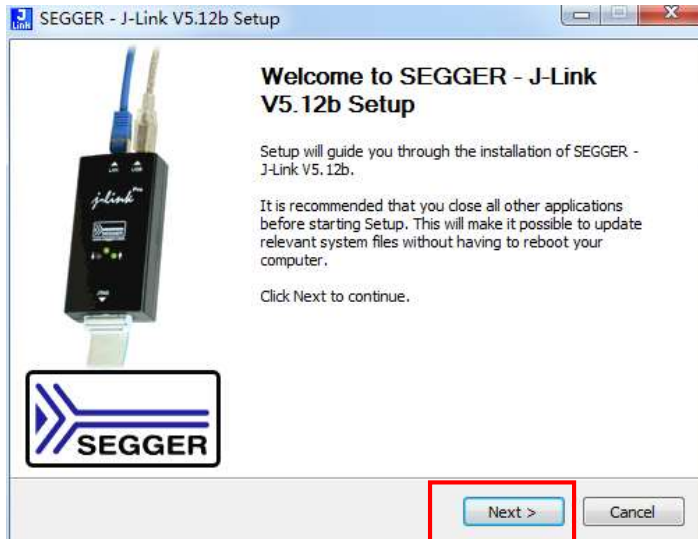 SEGGER - J-Link V5.12b Setup
Welcome to SEGGER - J-Link
V5.12b Setup
Setup will guide you through the installation of SEGGER -
J-Link V5.12b.
It is recommended that you close all other applications
before starting Setup. This will make it possible to update
relevant system files without having to reboot your
computer.
Click Next to continue.
j-link Pro
SEGGER
SEGGER
Next >
Cancel